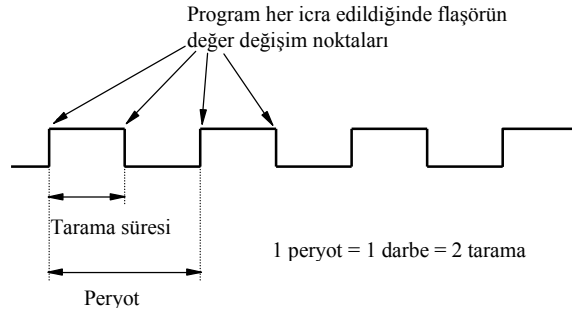 Program her icra edildiğinde flaşörün
değer değişim noktaları
Tarama süresi
1 peryot = 1 darbe = 2 tarama
Peryot